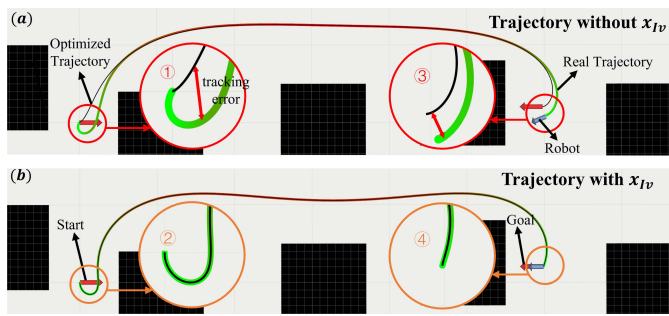 (a)
Trajectory without x_Iv
Optimized
Trajectory
①
tracking
error
③
Real Trajectory
Robot
(b)
Trajectory with x_Iv
Start
②
④
Goal